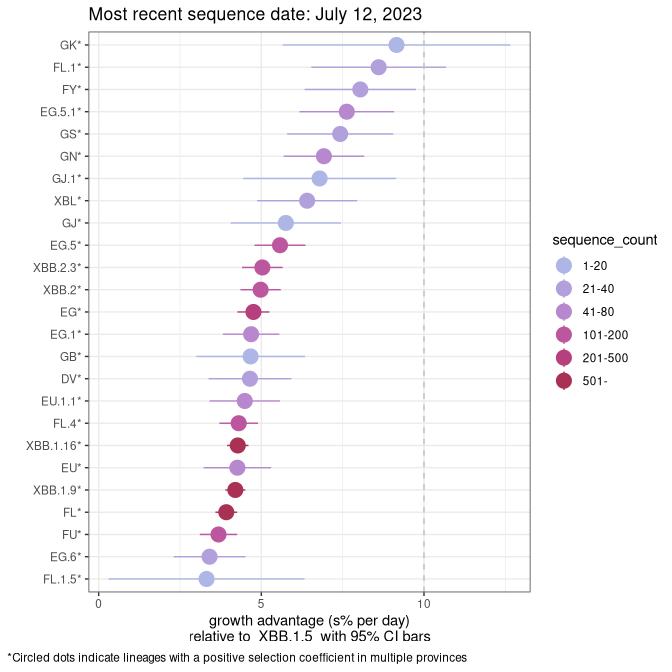 Most recent sequence date: July 12, 2023
GK*
FL.1*
FY*
EG.5.1*
GS*
GN*
GJ.1*
XBL*
GJ*
EG.5*
XBB.2.3*
XBB.2*
EG*
EG.1*
GB*
DV*
EU.1.1*
FL.4*
XBB.1.16*
EU*
XBB.1.9*
FL*
FU*
EG.6*
FL.1.5*
0 5 10
growth advantage (s% per day)
relative to XBB.1.5 with 95% CI bars
sequence_count
1-20
21-40
41-80
101-200
201-500
501-
*Circled dots indicate lineages with a positive selection coefficient in multiple provinces